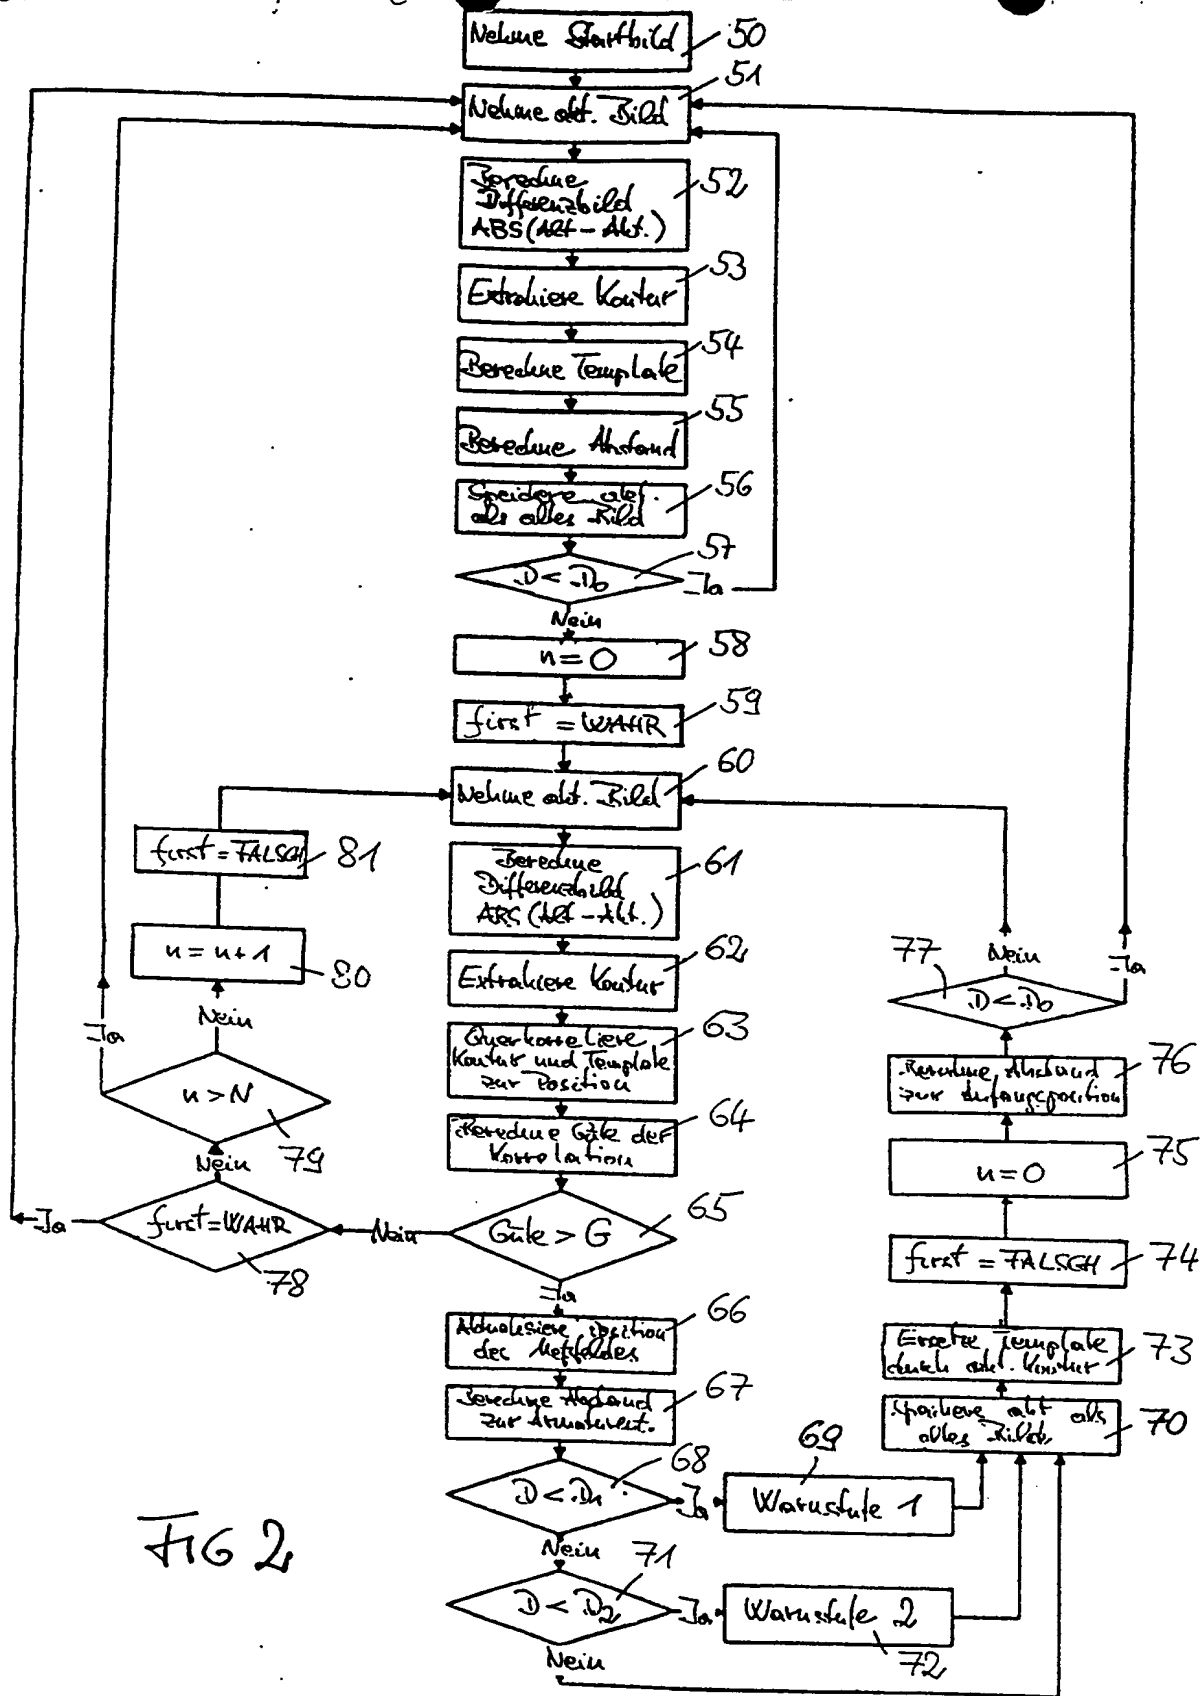 Nehme Startbild
50
51
Nehme akt. Bild
Berechne
Differenzbild
ABS (Alt - Akt.)
52
53
Extrahiere Kontur
54
Berechne Template
55
Berechne Abstand
Speichere akt.
als altes Bild
56
57
D < D0
Ja
Nein
n = 0
58
first = WAHR
59
60
Nehme akt. Bild
first = FALSCH
81
Berechne
Differenzbild
ABS (Alt - Akt.)
61
n = n + 1
80
62
Extrahiere Kontur
77
Nein
Ja
D < D0
Nein
Ja
63
Querkorreliere
Kontur und Template
zur Position
Berechne Abstand
zur Anfangsposition
76
n > N
79
64
Berechne Güte der
Korrelation
n = 0
75
Nein
Ja
first = WAHR
78
Nein
Güte > G
65
first = FALSCH
74
Ja
66
Aktualisiere Position
des Meßfeldes
Ersetze Template
durch akt. Kontur
73
67
Berechne Abstand
zur Armaturent.
Speichere akt als
altes Bild
70
68
D < D1
Ja
69
Warnstufe 1
Nein
71
D < D2
Ja
Warnstufe 2
72
Nein
FIG 2